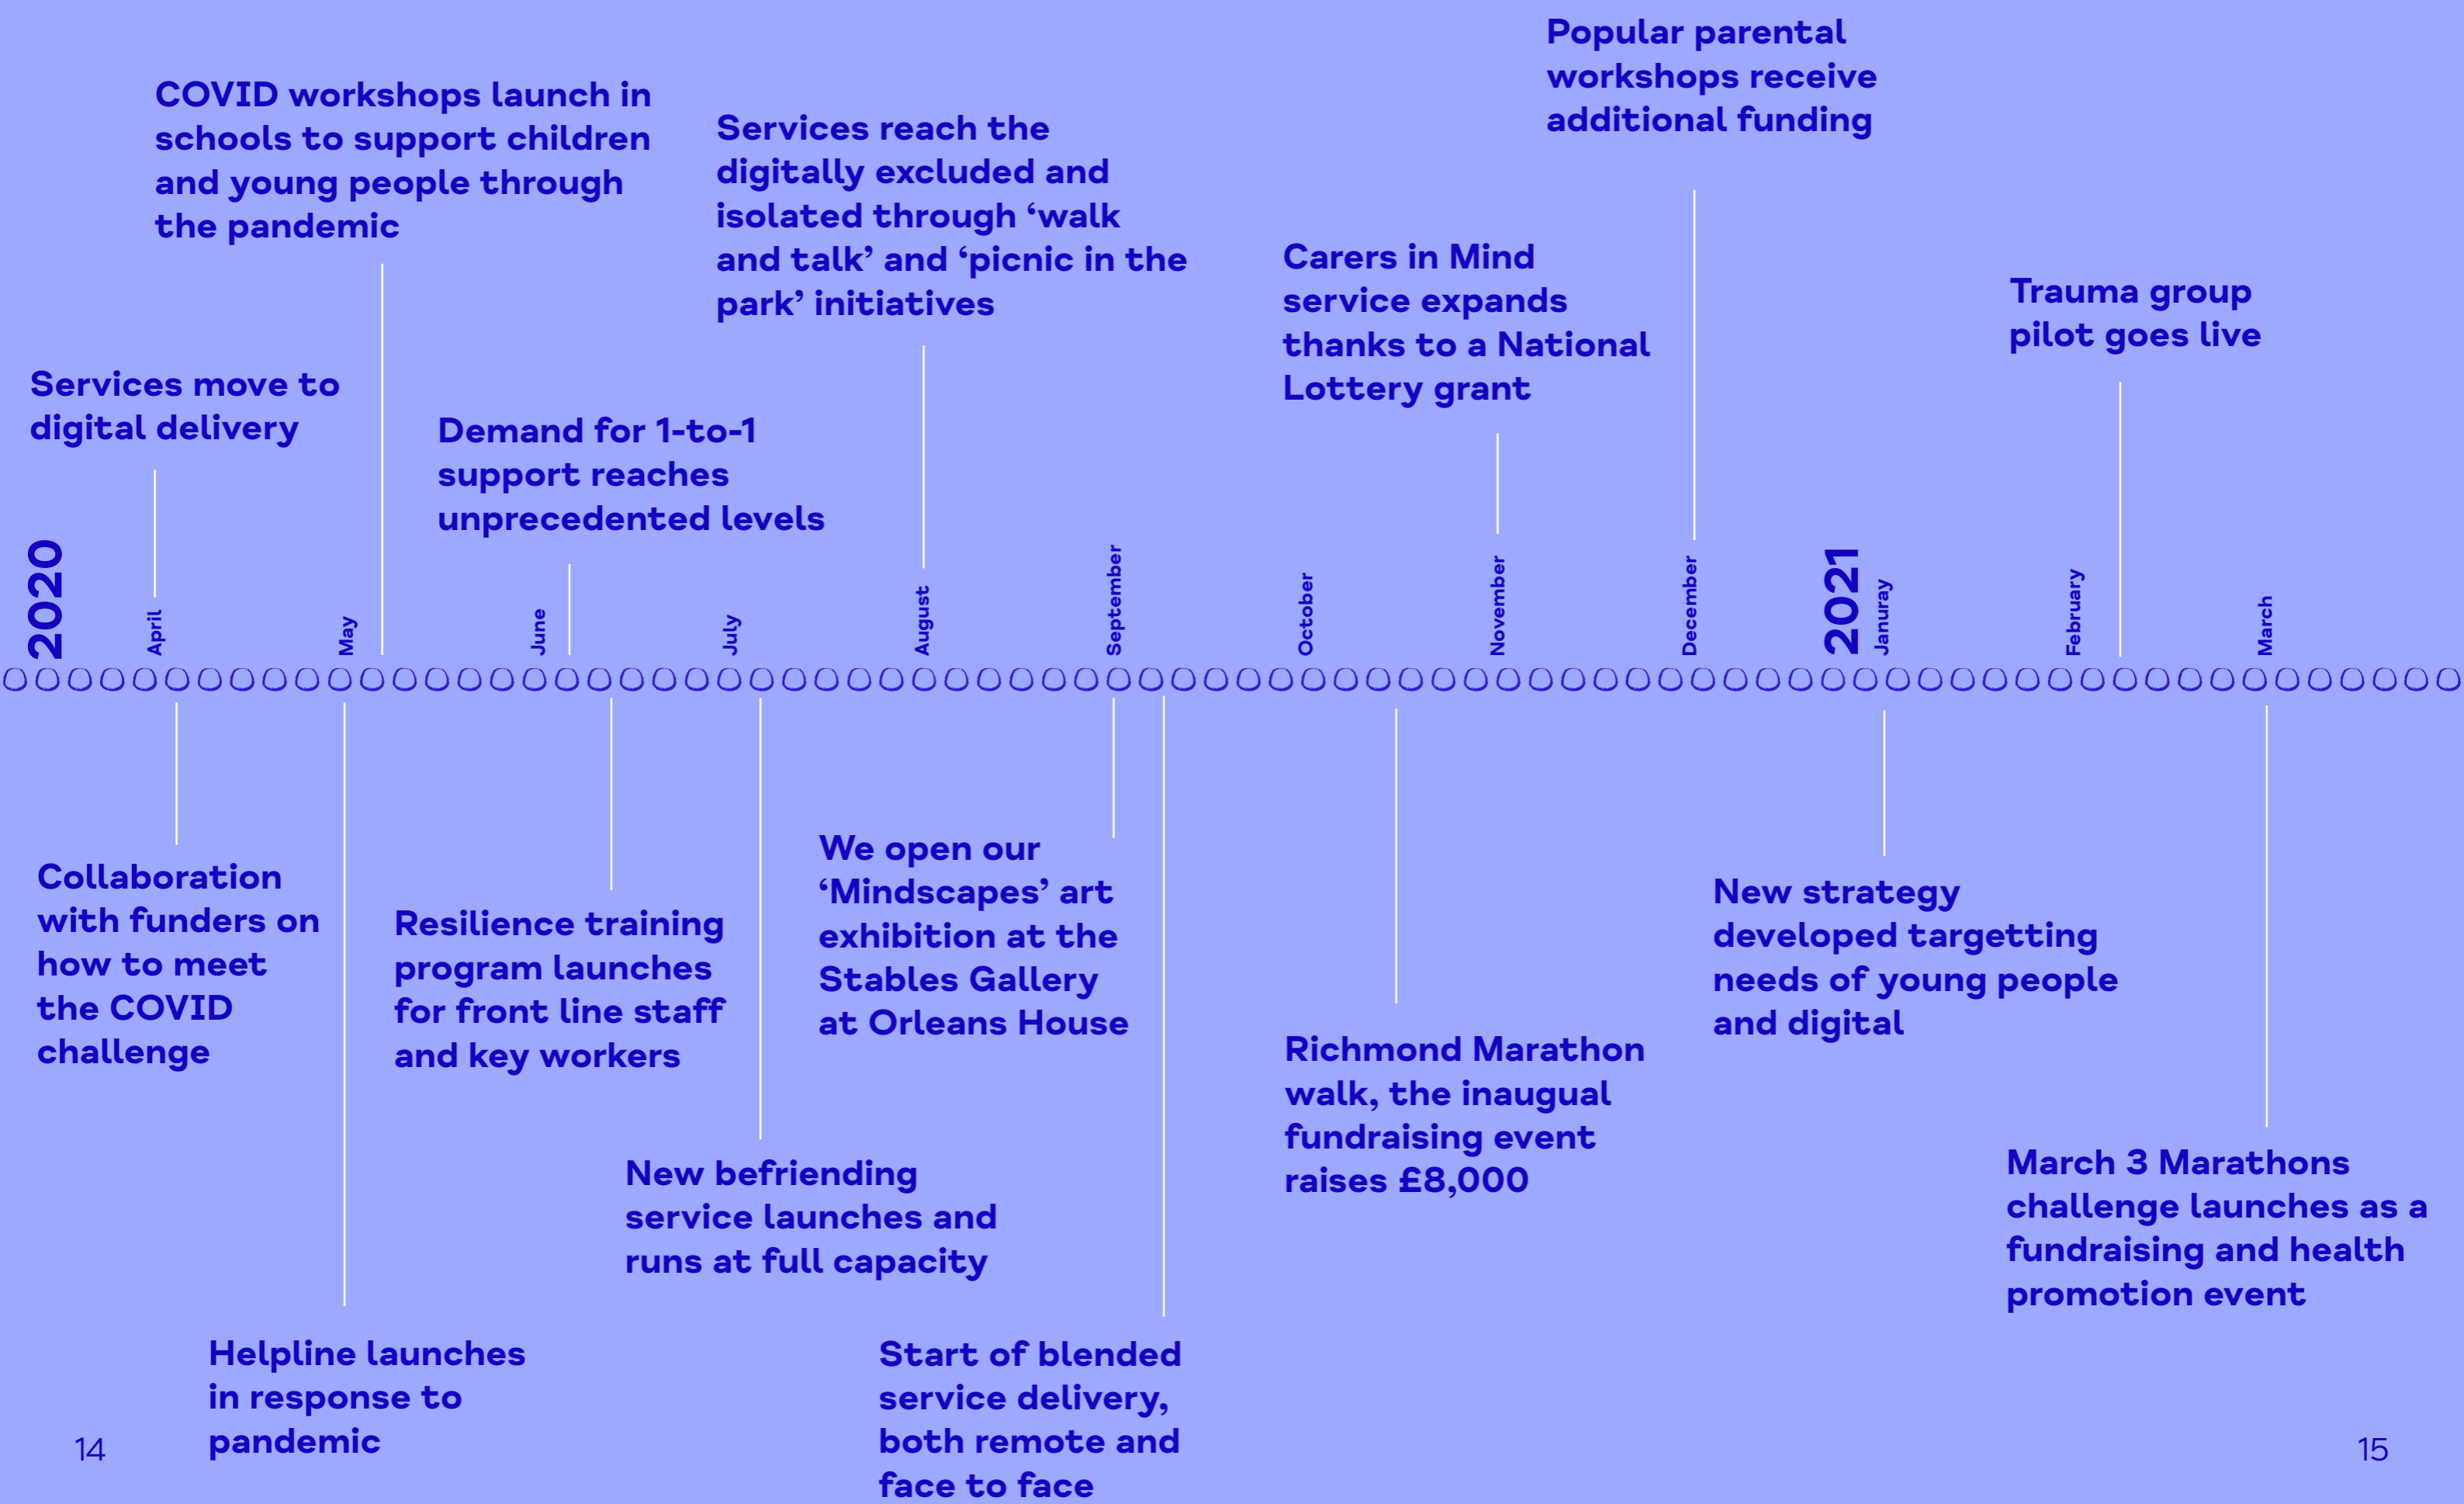 Popular parental
workshops receive
additional funding
COVID workshops launch in
schools to support children
and young people through
the pandemic
Services reach the
digitally excluded and
isolated through ‘walk
and talk’ and ‘picnic in the
park’ initiatives
Carers in Mind
service expands
thanks to a National
Lottery grant
Trauma group
pilot goes live
Services move to
digital delivery
Demand for 1-to-1
support reaches
unprecedented levels
2020
April
May
June
July
August
September
October
November
December
2021
Januray
February
March
Collaboration
with funders on
how to meet
the COVID
challenge
Resilience training
program launches
for front line staff
and key workers
We open our
‘Mindscapes’ art
exhibition at the
Stables Gallery
at Orleans House
New strategy
developed targetting
needs of young people
and digital
Richmond Marathon
walk, the inaugual
fundraising event
raises £8,000
New befriending
service launches and
runs at full capacity
March 3 Marathons
challenge launches as a
fundraising and health
promotion event
Helpline launches
in response to
pandemic
Start of blended
service delivery,
both remote and
face to face
14
15